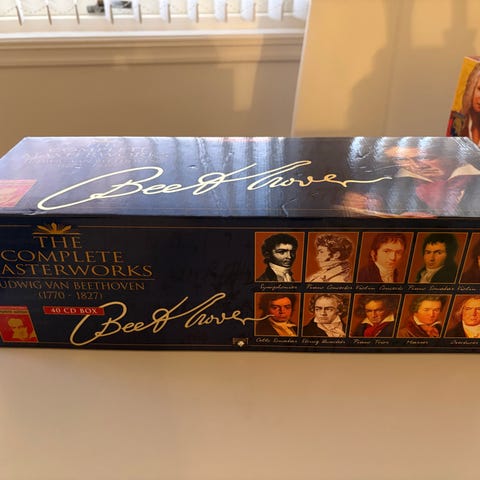 Beethoven
THE
COMPLETE
MASTERWORKS
LUDWIG VAN BEETHOVEN
(1770 - 1827)
40 CD BOX
Beethoven
Symphonies Piano Concertos Violin Concerto Piano Sonatas Violin
Cello Sonatas String Quartets Piano Trios Masses Overtures